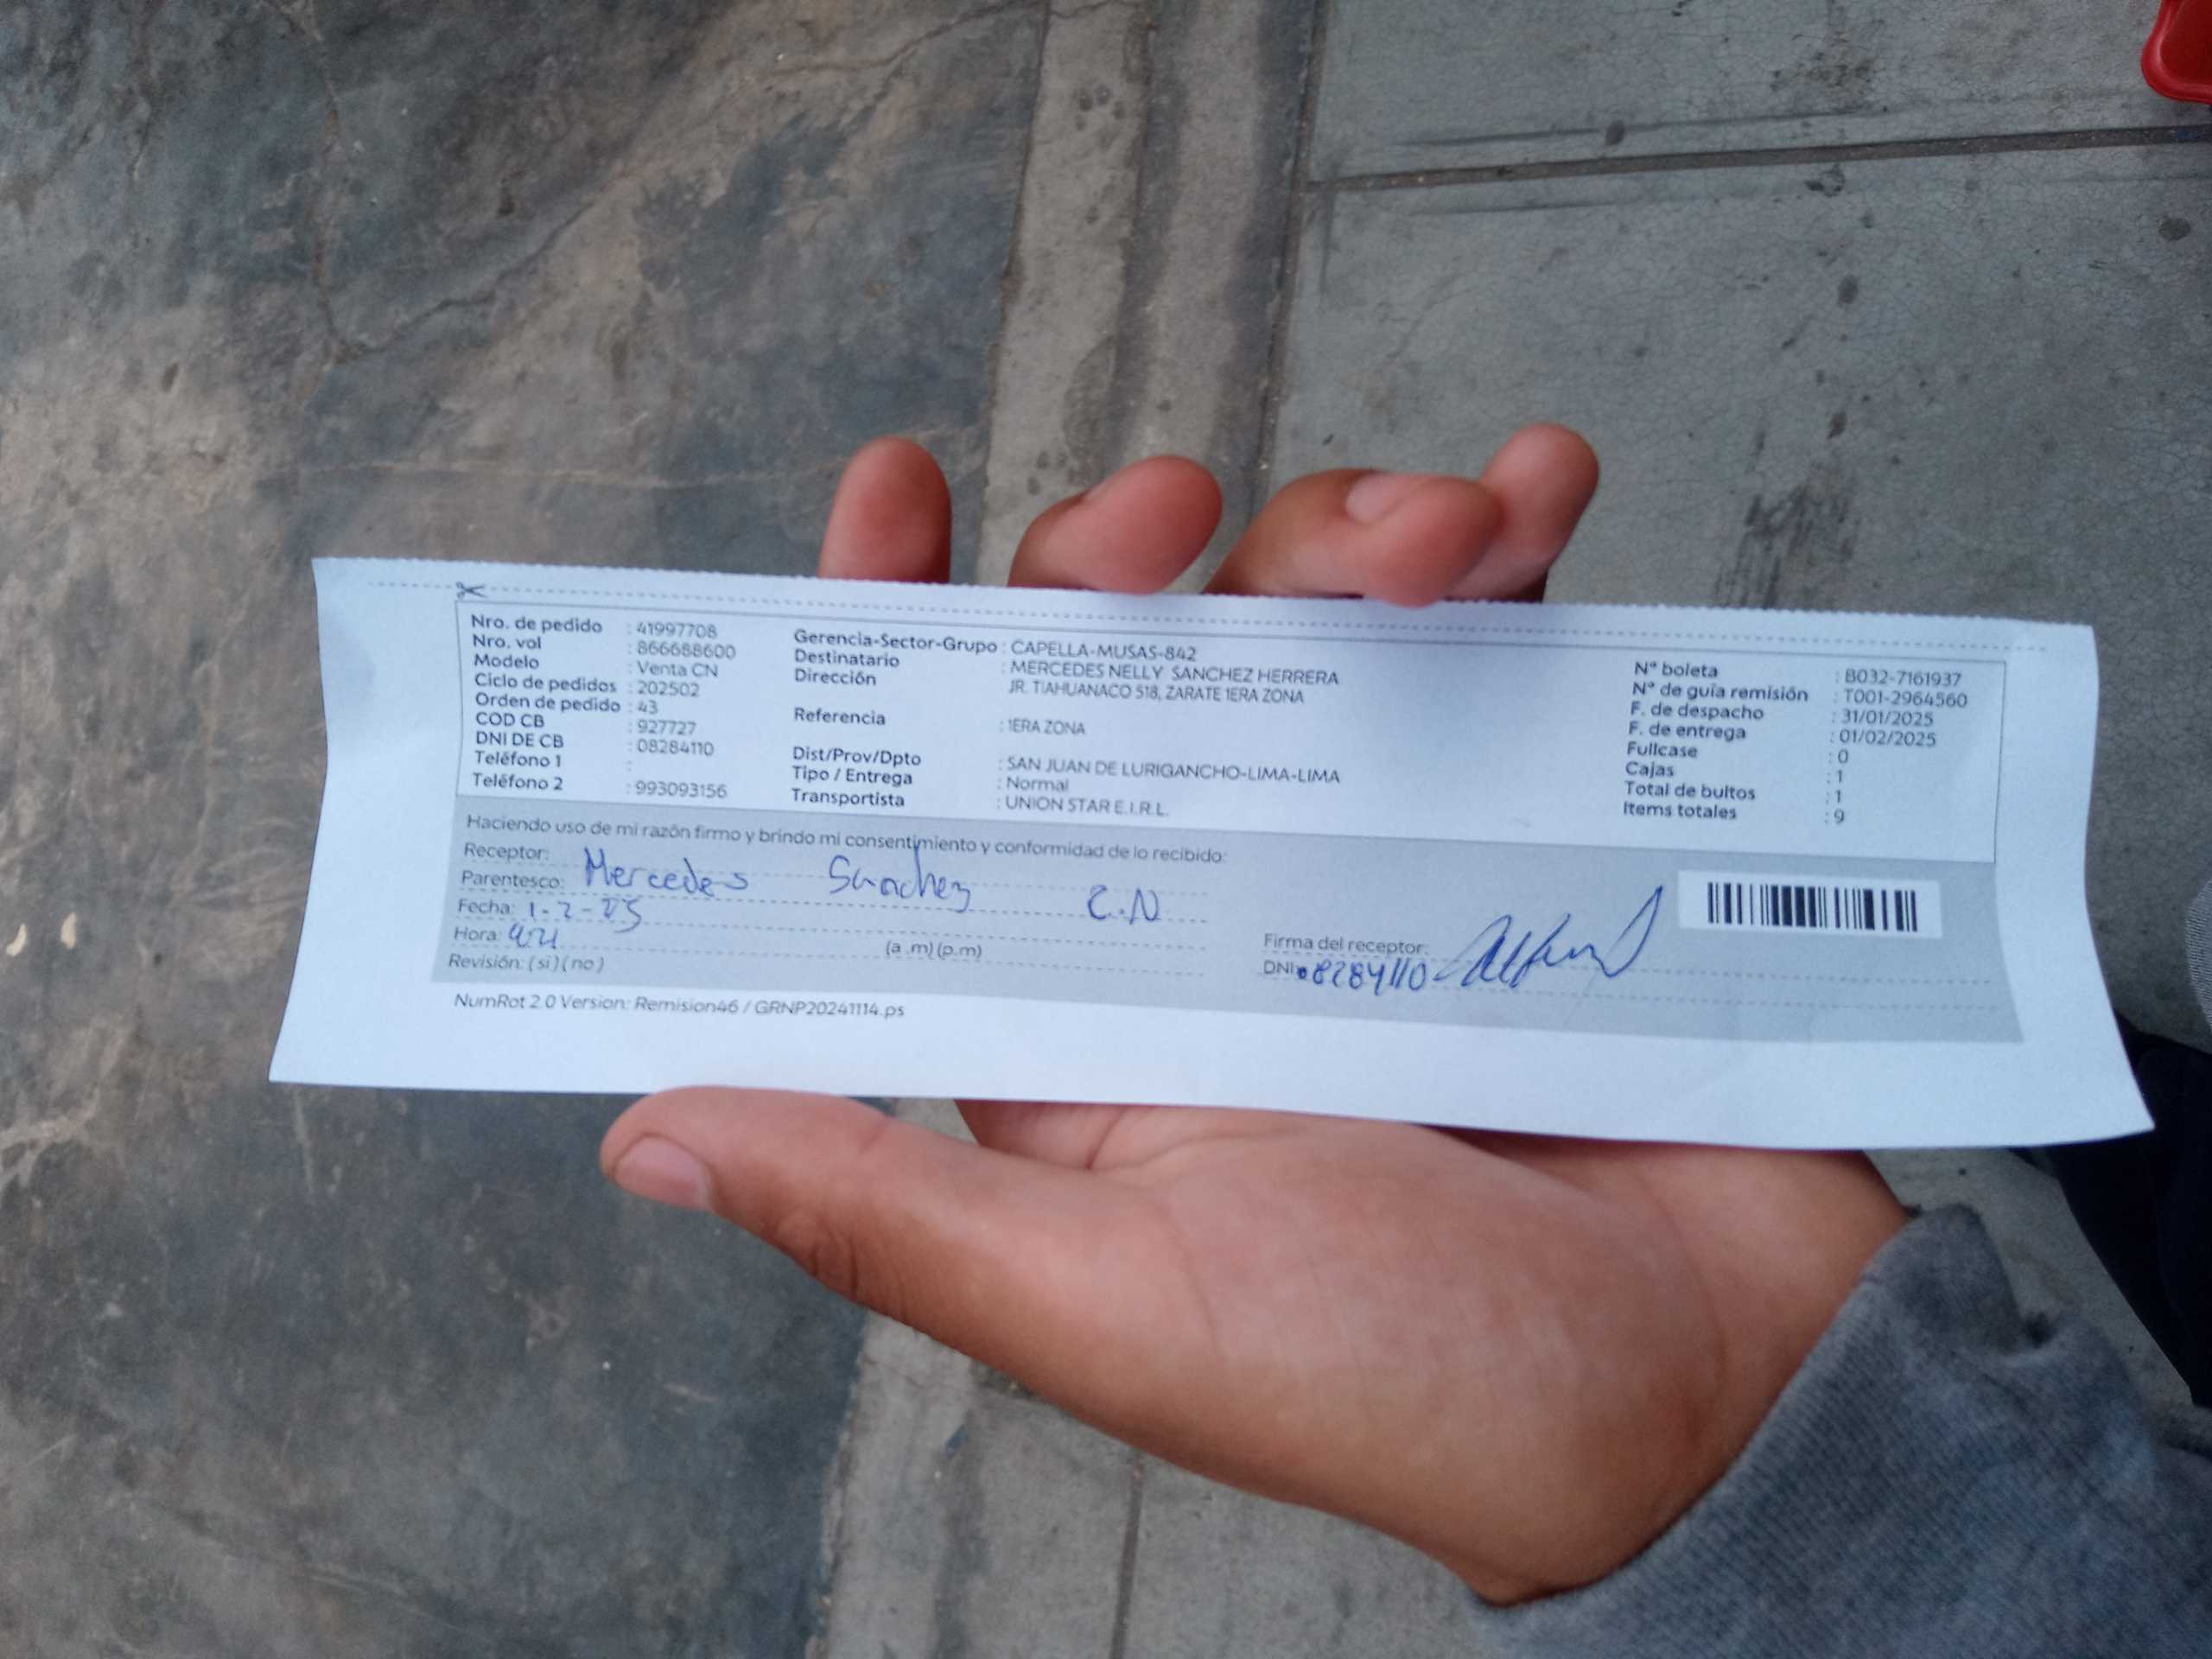 Nro. de pedido : 41997708
Nro. vol : 866688600
Modelo : Venta CN
Ciclo de pedidos : 202502
Orden de pedido : 43
COD CB : 927727
DNI DE CB : 08284110
Teléfono 1 :
Teléfono 2 : 993093156
Gerencia-Sector-Grupo : CAPELLA-MUSAS-842
Destinatario : MERCEDES NELLY SANCHEZ HERRERA
Dirección JR. TIAHUANACO 518, ZARATE 1ERA ZONA
Referencia : 1ERA ZONA
Dist/Prov/Dpto : SAN JUAN DE LURIGANCHO-LIMA-LIMA
Tipo / Entrega : Normal
Transportista : UNION STAR E.I.R.L.
N° boleta : B032-7161937
N° de guía remisión : T001-2964560
F. de despacho : 31/01/2025
F. de entrega : 01/02/2025
Fullcase : 0
Cajas : 1
Total de bultos : 1
Items totales : 9
Haciendo uso de mi razón firmo y brindo mi consentimiento y conformidad de lo recibido:
Receptor: Mercedes Sanchez C.N
Parentesco:
Fecha: 1-2-25
Hora: (a.m) (p.m)
Revisión: (si) (no)
Firma del receptor:
DNI: 08284110
NumRot 2.0 Version: Remision46 / GRNP20241114.ps